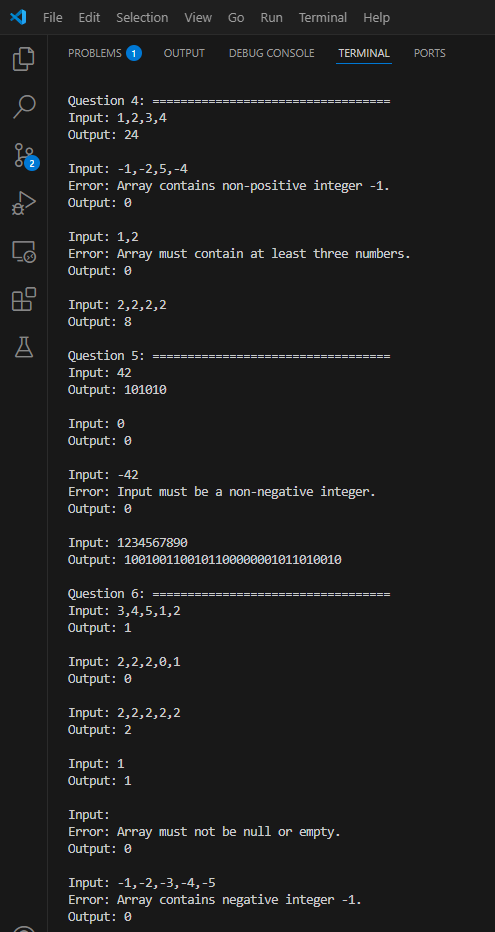 File Edit Selection View Go Run Terminal Help
PROBLEMS 1 OUTPUT DEBUG CONSOLE TERMINAL PORTS
Question 4: ==================================
Input: 1,2,3,4
Output: 24
Input: -1,-2,5,-4
Error: Array contains non-positive integer -1.
Output: 0
Input: 1,2
Error: Array must contain at least three numbers.
Output: 0
Input: 2,2,2,2
Output: 8
Question 5: ==================================
Input: 42
Output: 101010
Input: 0
Output: 0
Input: -42
Error: Input must be a non-negative integer.
Output: 0
Input: 1234567890
Output: 1001001100101100000001011010010
Question 6: ==================================
Input: 3,4,5,1,2
Output: 1
Input: 2,2,2,0,1
Output: 0
Input: 2,2,2,2,2
Output: 2
Input: 1
Output: 1
Input:
Error: Array must not be null or empty.
Output: 0
Input: -1,-2,-3,-4,-5
Error: Array contains negative integer -1.
Output: 0
2